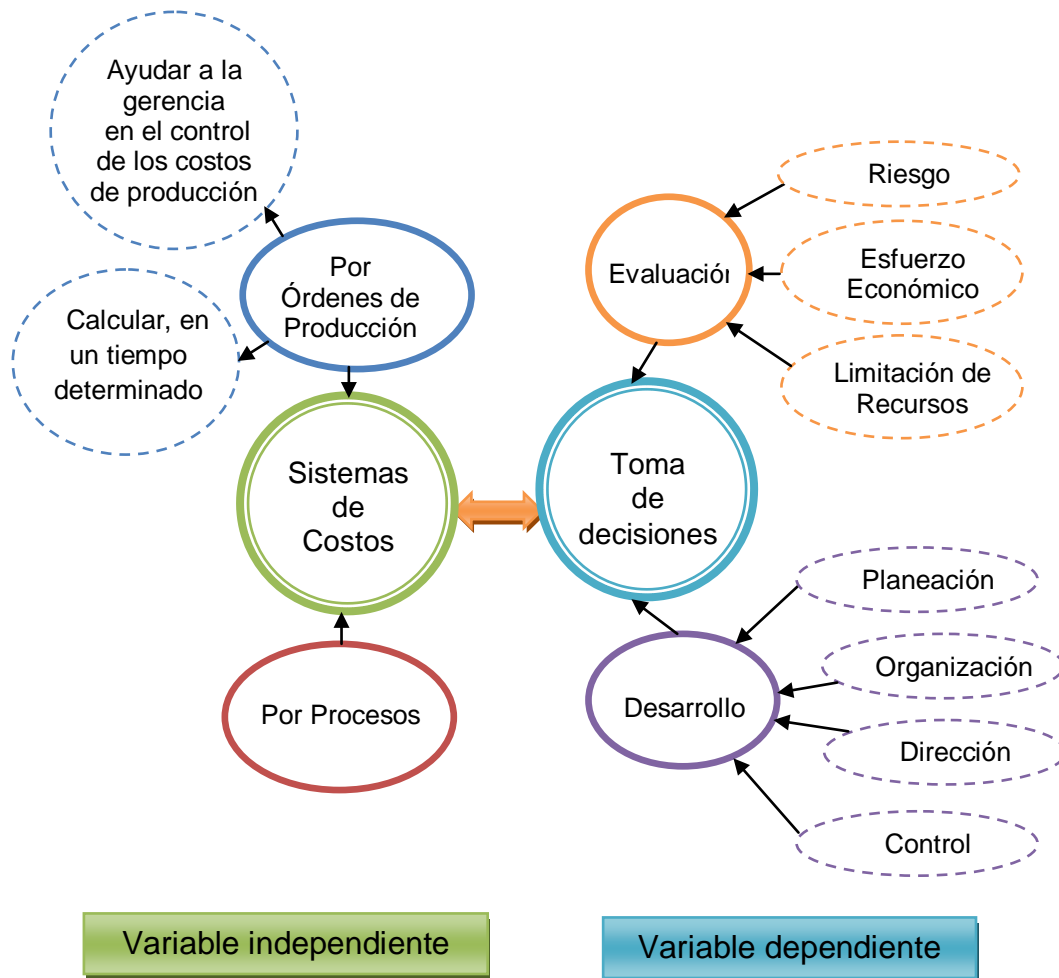 Ayudar a la
gerencia
en el control
de los costos
de producción
Por
Órdenes de
Producción
Calcular, en
un tiempo
determinado
Sistemas
de
Costos
Por Procesos
Riesgo
Evaluación
Esfuerzo
Económico
Limitación de
Recursos
Toma
de
decisiones
Planeación
Organización
Desarrollo
Dirección
Control
Variable independiente
Variable dependiente